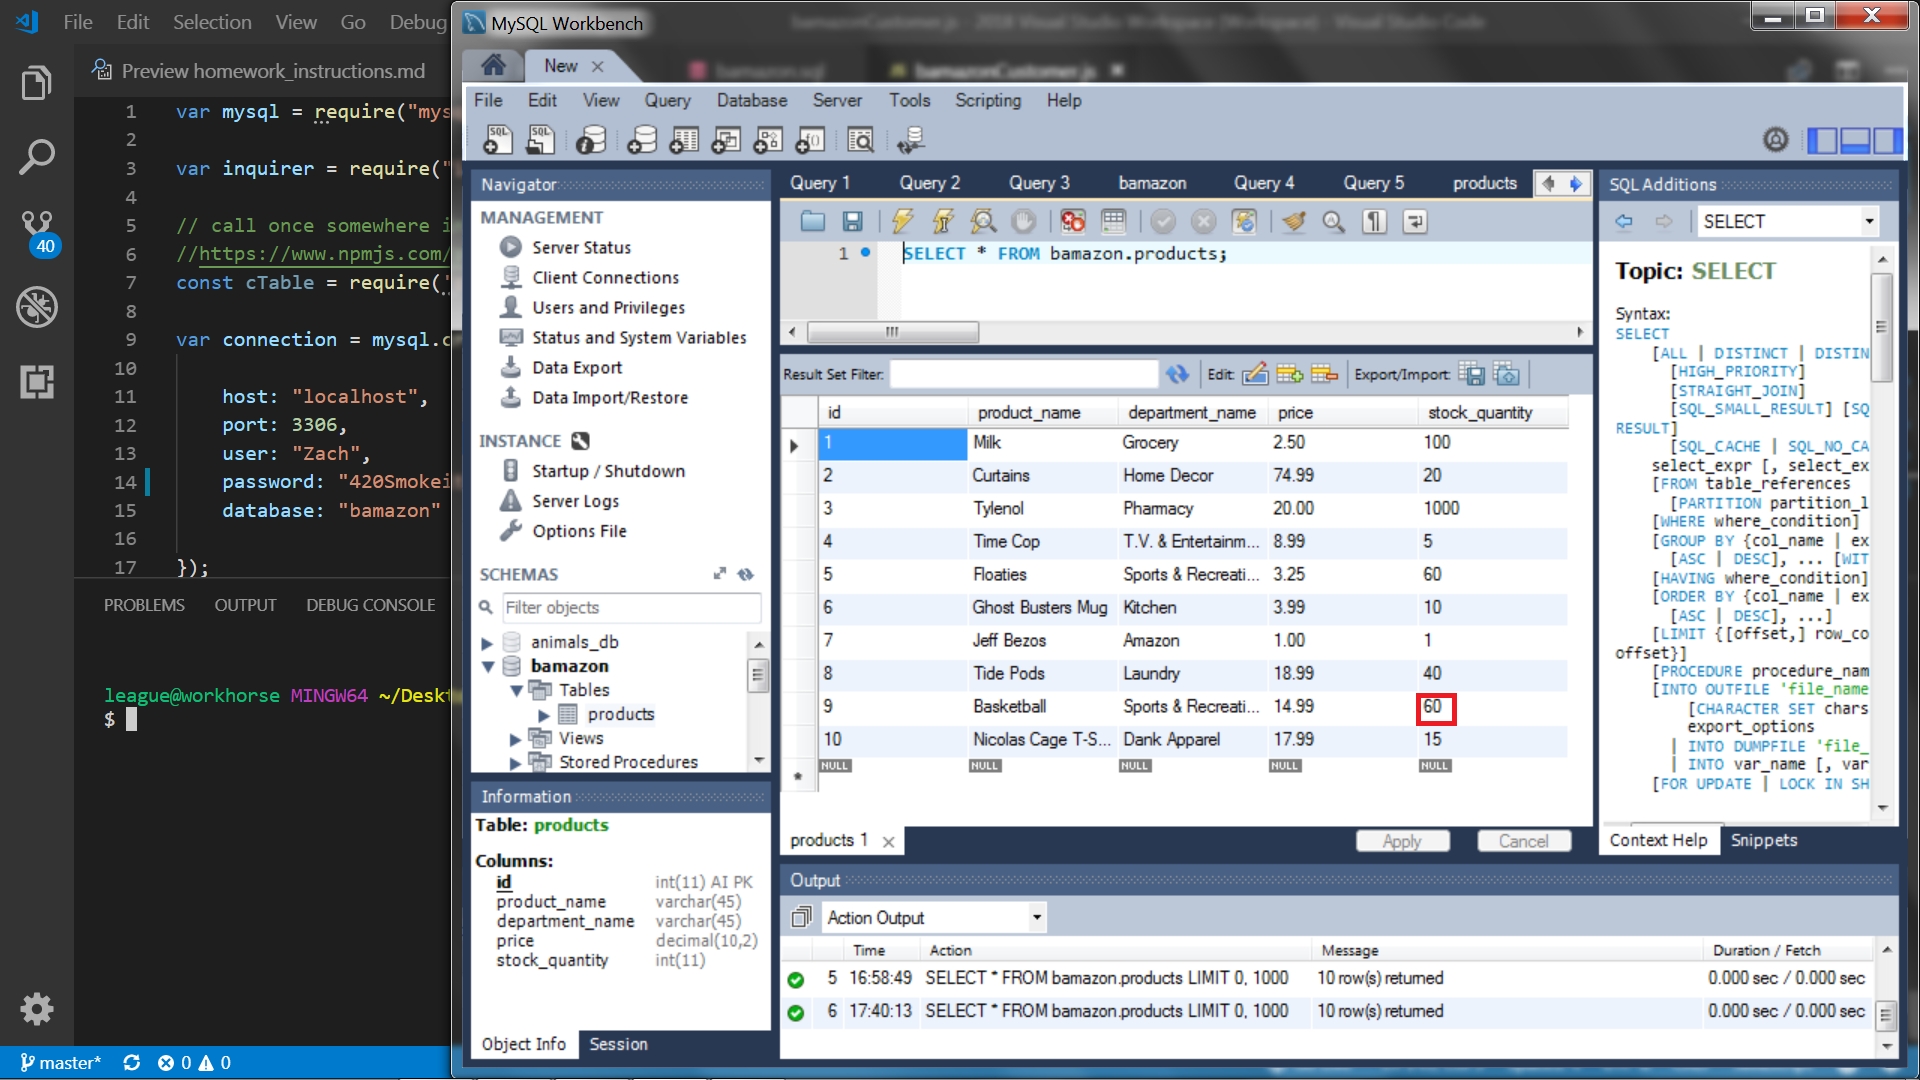 File Edit Selection View Go Debug
Preview homework_instructions.md
1 var mysql = require("mys
2
3 var inquirer = require("
4
5 // call once somewhere i
6 //https://www.npmjs.com/
7 const cTable = require('
8
9 var connection = mysql.c
10
11 host: "localhost",
12 port: 3306,
13 user: "Zach",
14 password: "420Smokei
15 database: "bamazon"
16
17 });
40
PROBLEMS OUTPUT DEBUG CONSOLE
league@workhorse MINGW64 ~/Deskt
$
master* 0 0
MySQL Workbench
bamazonCustomer.js - 2018 Visual Studio Workspace (Workspace) - Visual Studio Code
bamazon.sql bamazonCustomer.js
New
File Edit View Query Database Server Tools Scripting Help
Navigator
MANAGEMENT
Server Status
Client Connections
Users and Privileges
Status and System Variables
Data Export
Data Import/Restore
INSTANCE
Startup / Shutdown
Server Logs
Options File
SCHEMAS
Filter objects
animals_db
bamazon
Tables
products
Views
Stored Procedures
Information
Table: products
Columns:
id int(11) AI PK
product_name varchar(45)
department_name varchar(45)
price decimal(10,2)
stock_quantity int(11)
Object Info Session
Query 1 Query 2 Query 3 bamazon Query 4 Query 5 products
1 SELECT * FROM bamazon.products;
Result Set Filter: Edit: Export/Import:
id product_name department_name price stock_quantity
1 Milk Grocery 2.50 100
2 Curtains Home Decor 74.99 20
3 Tylenol Pharmacy 20.00 1000
4 Time Cop T.V. & Entertainm... 8.99 5
5 Floaties Sports & Recreati... 3.25 60
6 Ghost Busters Mug Kitchen 3.99 10
7 Jeff Bezos Amazon 1.00 1
8 Tide Pods Laundry 18.99 40
9 Basketball Sports & Recreati... 14.99 60
10 Nicolas Cage T-S... Dank Apparel 17.99 15
* NULL NULL NULL NULL NULL
products 1 Apply Cancel
Output
Action Output
Time Action Message Duration / Fetch
5 16:58:49 SELECT * FROM bamazon.products LIMIT 0, 1000 10 row(s) returned 0.000 sec / 0.000 sec
6 17:40:13 SELECT * FROM bamazon.products LIMIT 0, 1000 10 row(s) returned 0.000 sec / 0.000 sec
SQL Additions
SELECT
Topic: SELECT
Syntax:
SELECT
[ALL | DISTINCT | DISTIN
[HIGH_PRIORITY]
[STRAIGHT_JOIN]
[SQL_SMALL_RESULT] [SQ
RESULT]
[SQL_CACHE | SQL_NO_CA
select_expr [, select_ex
[FROM table_references
[PARTITION partition_l
[WHERE where_condition]
[GROUP BY {col_name | ex
[ASC | DESC], ... [WIT
[HAVING where_condition]
[ORDER BY {col_name | ex
[ASC | DESC], ...]
[LIMIT {[offset,] row_co
offset}]
[PROCEDURE procedure_nam
[INTO OUTFILE 'file_name
[CHARACTER SET chars
export_options
| INTO DUMPFILE 'file_
| INTO var_name [, var
[FOR UPDATE | LOCK IN SH
Context Help Snippets